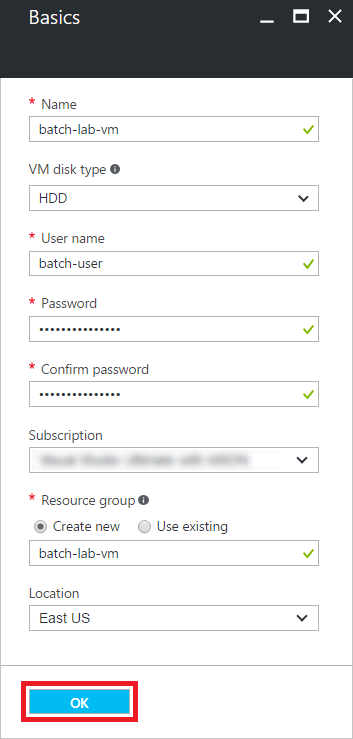 Basics
* Name
batch-lab-vm
VM disk type
HDD
* User name
batch-user
* Password
•••••••••••••••
* Confirm password
•••••••••••••••
Subscription
* Resource group
Create new Use existing
batch-lab-vm
Location
East US
OK